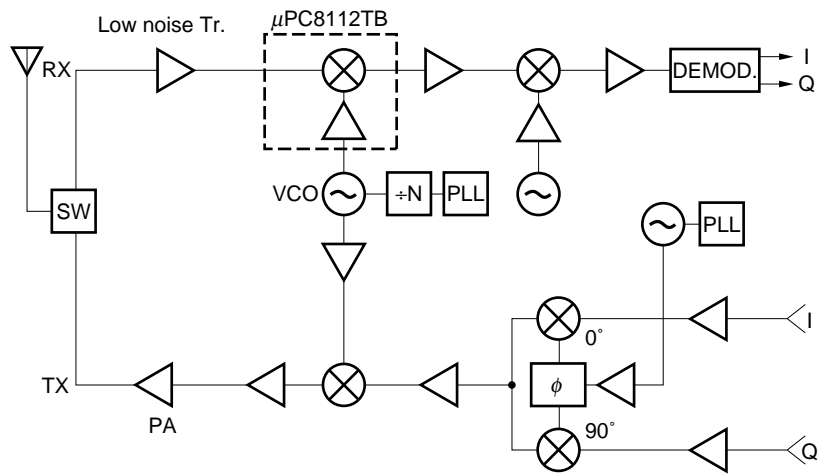 Low noise Tr.
μPC8112TB
RX
DEMOD.
I
Q
VCO
÷N
PLL
SW
PLL
0°
I
TX
PA
ϕ
90°
Q